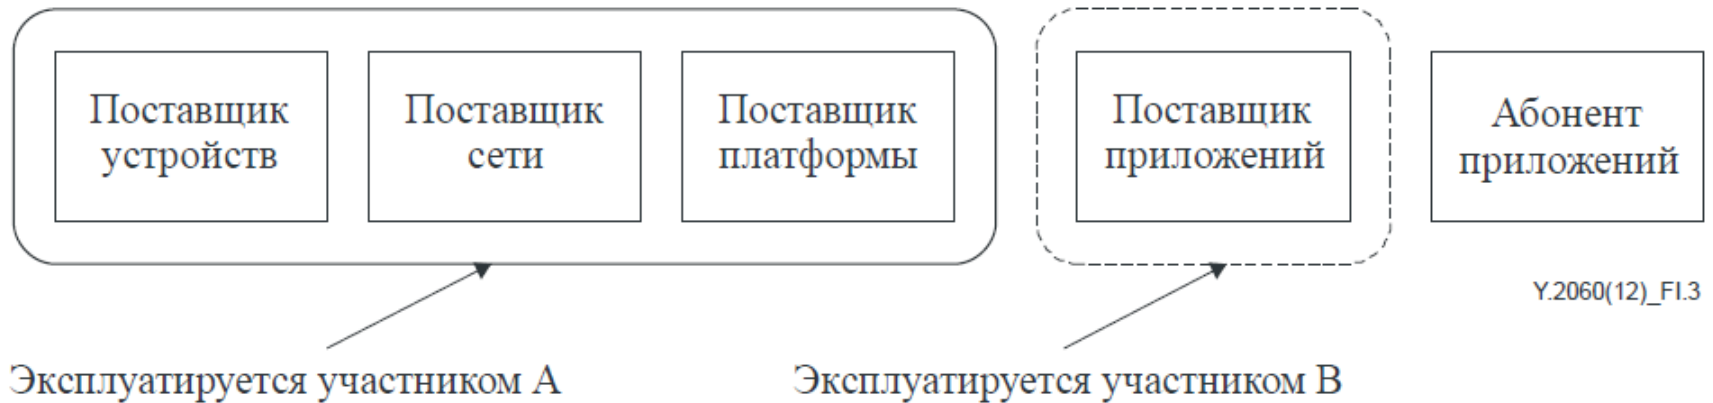 Поставщик
устройств
Поставщик
сети
Поставщик
платформы
Поставщик
приложений
Абонент
приложений
Y.2060(12)_FI.3
Эксплуатируется участником A
Эксплуатируется участником B